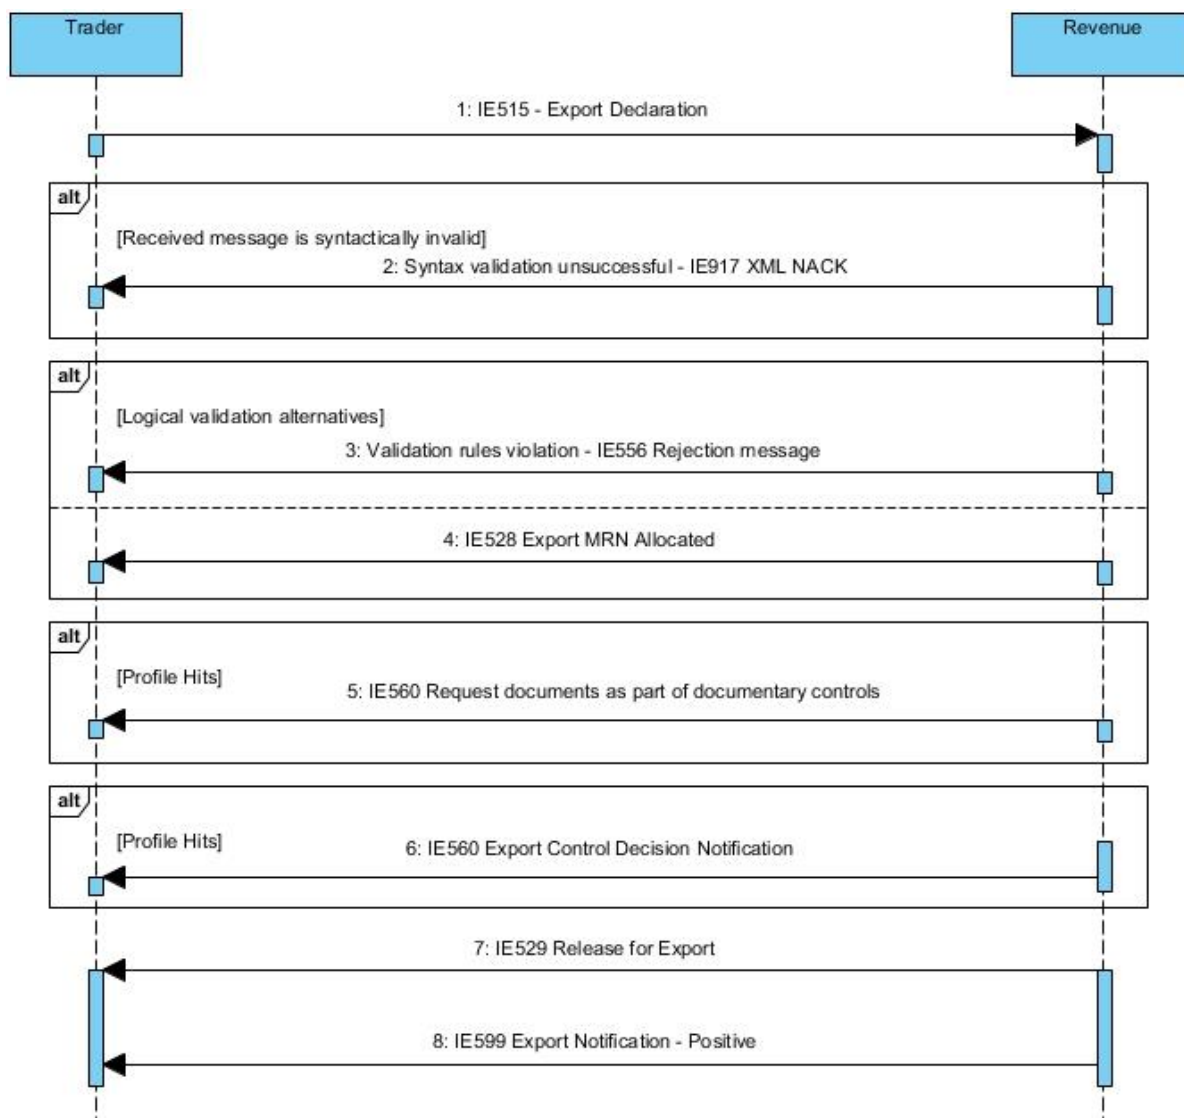 Trader
Revenue
1: IE515 - Export Declaration
alt
[Received message is syntactically invalid]
2: Syntax validation unsuccessful - IE917 XML NACK
alt
[Logical validation alternatives]
3: Validation rules violation - IE556 Rejection message
4: IE528 Export MRN Allocated
alt
[Profile Hits]
5: IE560 Request documents as part of documentary controls
alt
[Profile Hits]
6: IE560 Export Control Decision Notification
7: IE529 Release for Export
8: IE599 Export Notification - Positive